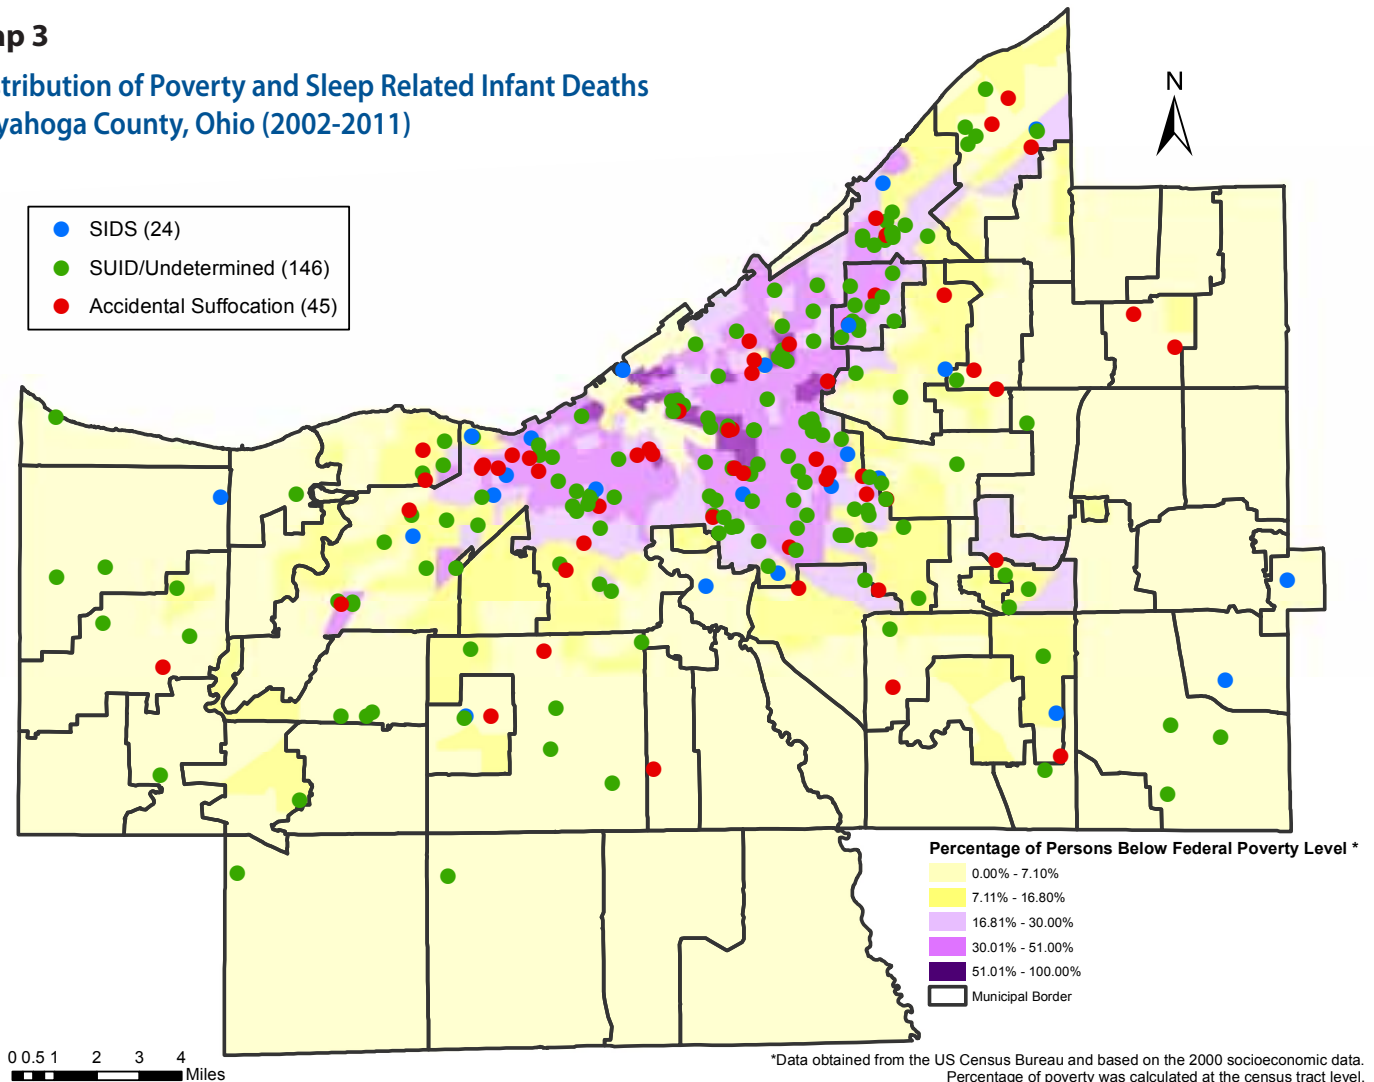 ap 3
stribution of Poverty and Sleep Related Infant Deaths
yahoga County, Ohio (2002-2011)
N
SIDS (24)
SUID/Undetermined (146)
Accidental Suffocation (45)
Percentage of Persons Below Federal Poverty Level *
0.00% - 7.10%
7.11% - 16.80%
16.81% - 30.00%
30.01% - 51.00%
51.01% - 100.00%
Municipal Border
0 0.5 1 2 3 4
Miles
*Data obtained from the US Census Bureau and based on the 2000 socioeconomic data.
Percentage of poverty was calculated at the census tract level.